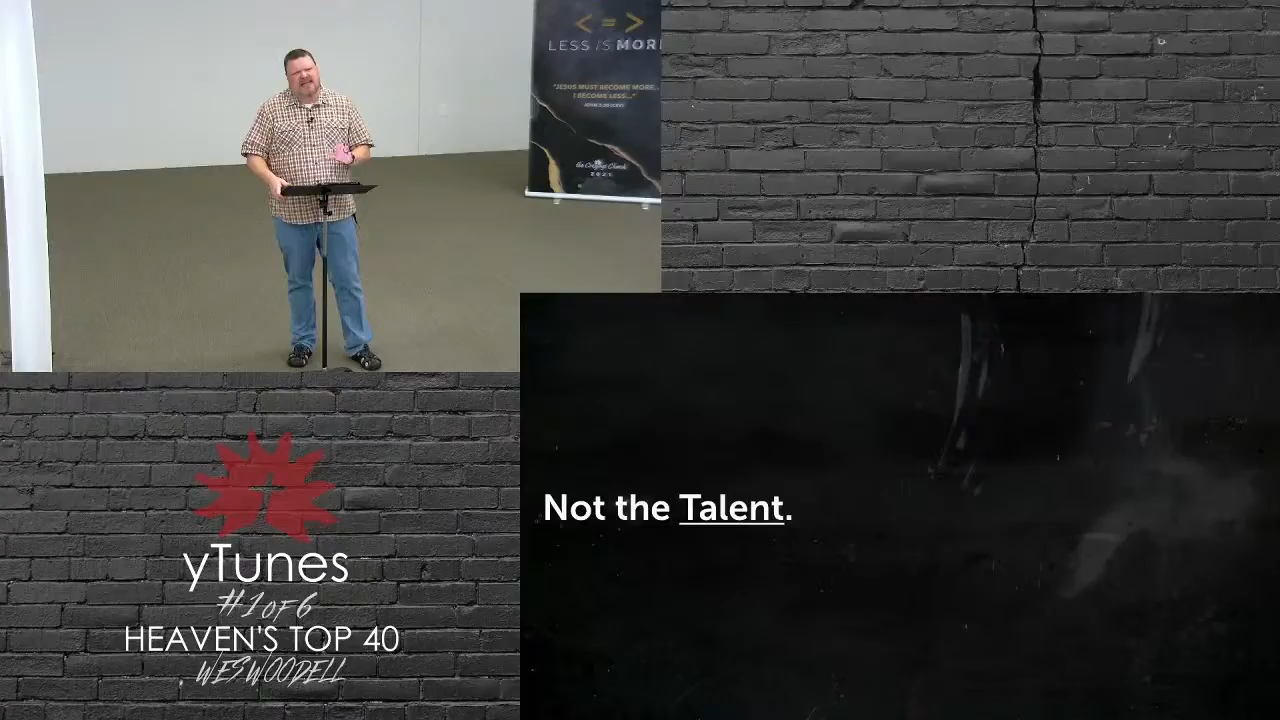 < = >
LESS IS MORE
"JESUS MUST BECOME MORE...
I BECOME LESS..."
2021
Not the Talent.
yTunes
#1 OF 6
HEAVEN'S TOP 40
WES WOODELL